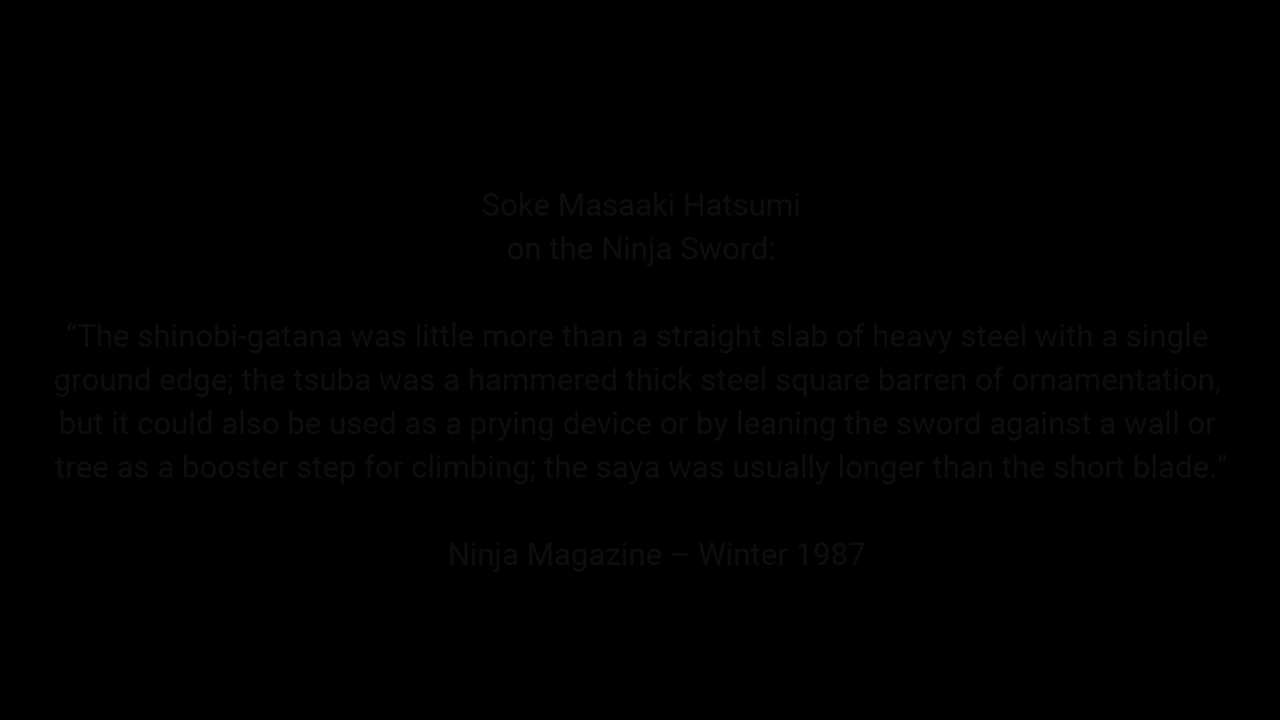 Soke Masaaki Hatsumi
on the Ninja Sword:
“The shinobi-gatana was little more than a straight slab of heavy steel with a single
ground edge; the tsuba was a hammered thick steel square barren of ornamentation,
but it could also be used as a prying device or by leaning the sword against a wall or
tree as a booster step for climbing; the saya was usually longer than the short blade."
Ninja Magazine – Winter 1987